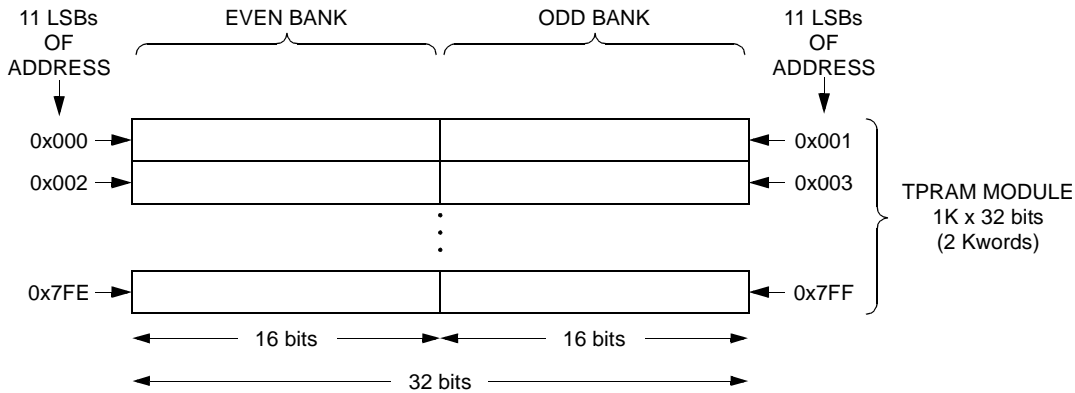 11 LSBs
OF
ADDRESS
EVEN BANK
ODD BANK
11 LSBs
OF
ADDRESS
0x000
0x001
0x002
0x003
TPRAM MODULE
1K x 32 bits
(2 Kwords)
0x7FE
0x7FF
16 bits
16 bits
32 bits